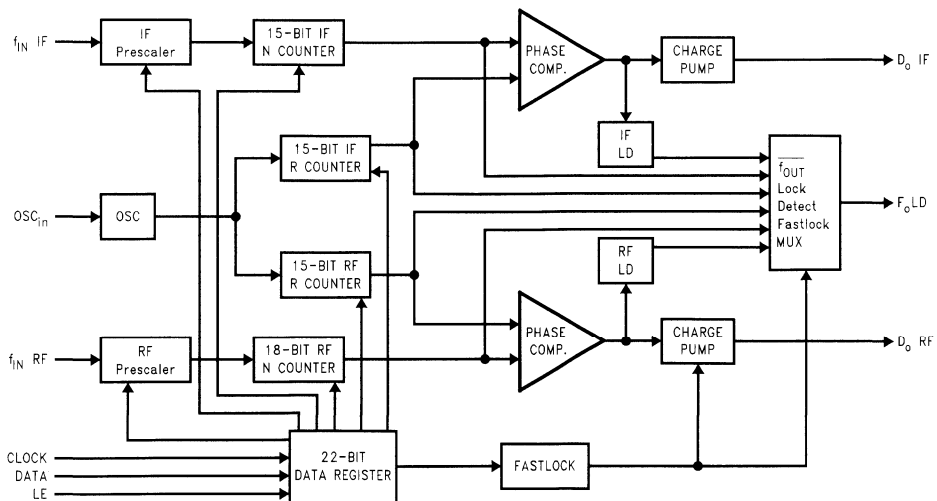 f_IN IF
IF
Prescaler
15-BIT IF
N COUNTER
PHASE
COMP.
CHARGE
PUMP
D_o IF
IF
LD
15-BIT IF
R COUNTER
OSC_in
OSC
f_OUT
Lock
Detect
Fastlock
MUX
F_oLD
15-BIT RF
R COUNTER
RF
LD
f_IN RF
RF
Prescaler
18-BIT RF
N COUNTER
PHASE
COMP.
CHARGE
PUMP
D_o RF
CLOCK
DATA
LE
22-BIT
DATA REGISTER
FASTLOCK